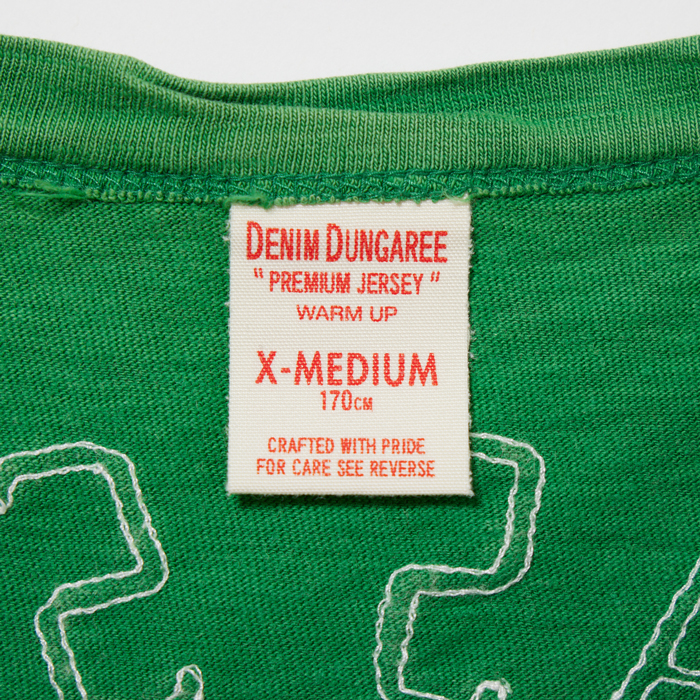 DENIM DUNGAREE
" PREMIUM JERSEY "
WARM UP
X-MEDIUM
170CM
CRAFTED WITH PRIDE
FOR CARE SEE REVERSE